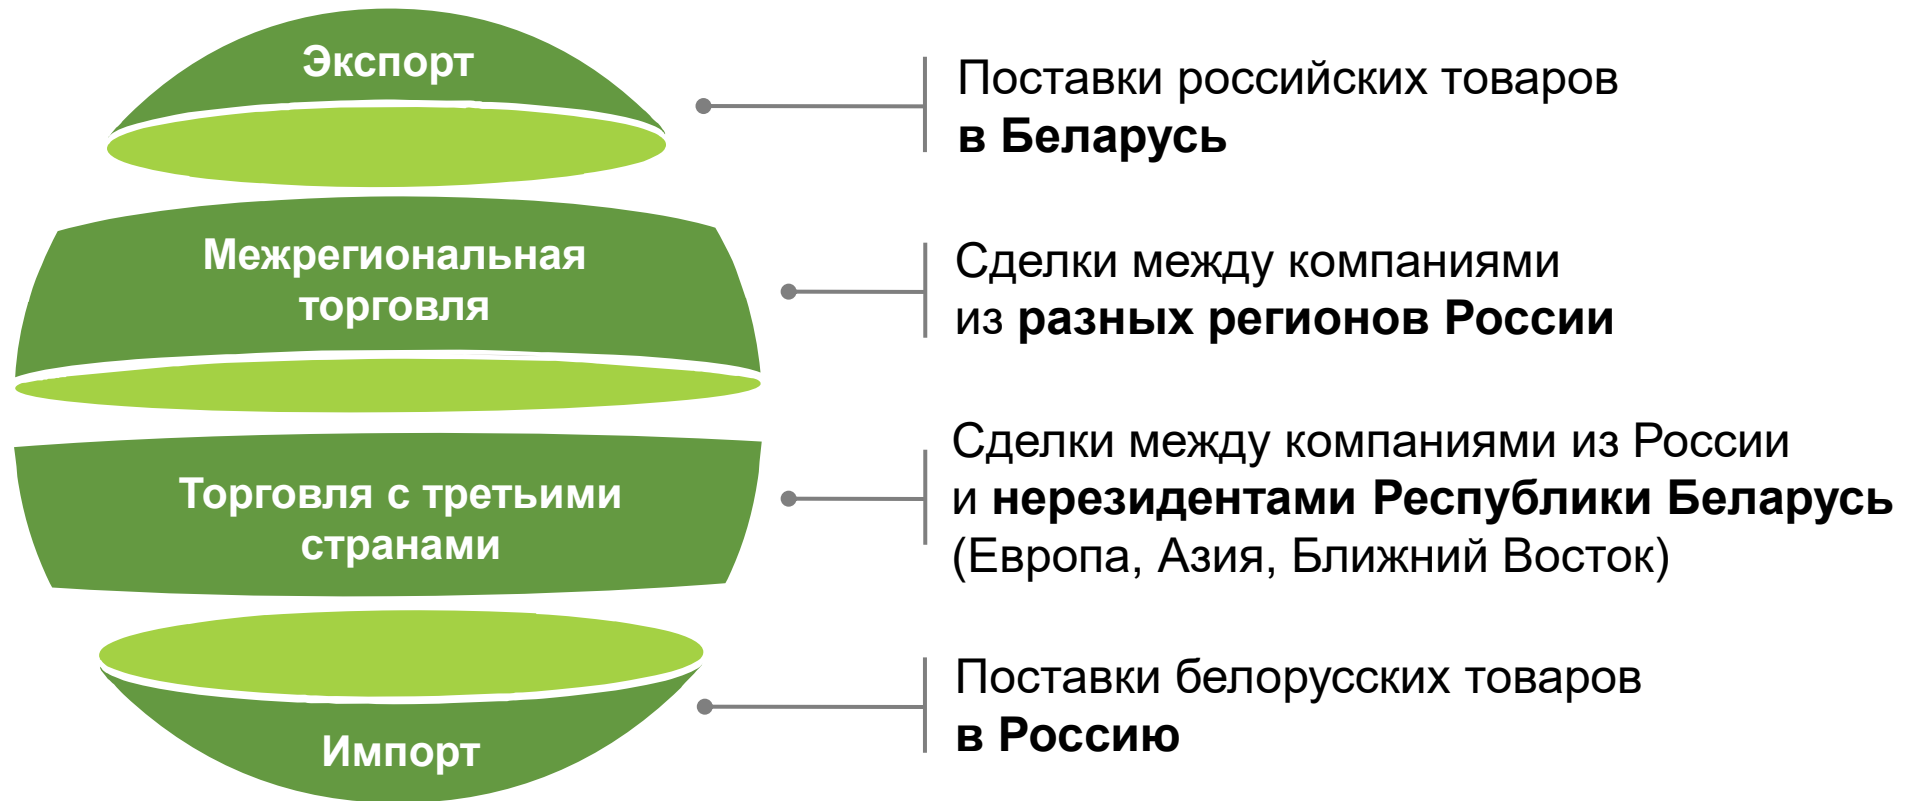 Экспорт
Поставки российских товаров
в Беларусь
Межрегиональная
торговля
Сделки между компаниями
из разных регионов России
Торговля с третьими
странами
Сделки между компаниями из России
и нерезидентами Республики Беларусь
(Европа, Азия, Ближний Восток)
Импорт
Поставки белорусских товаров
в Россию